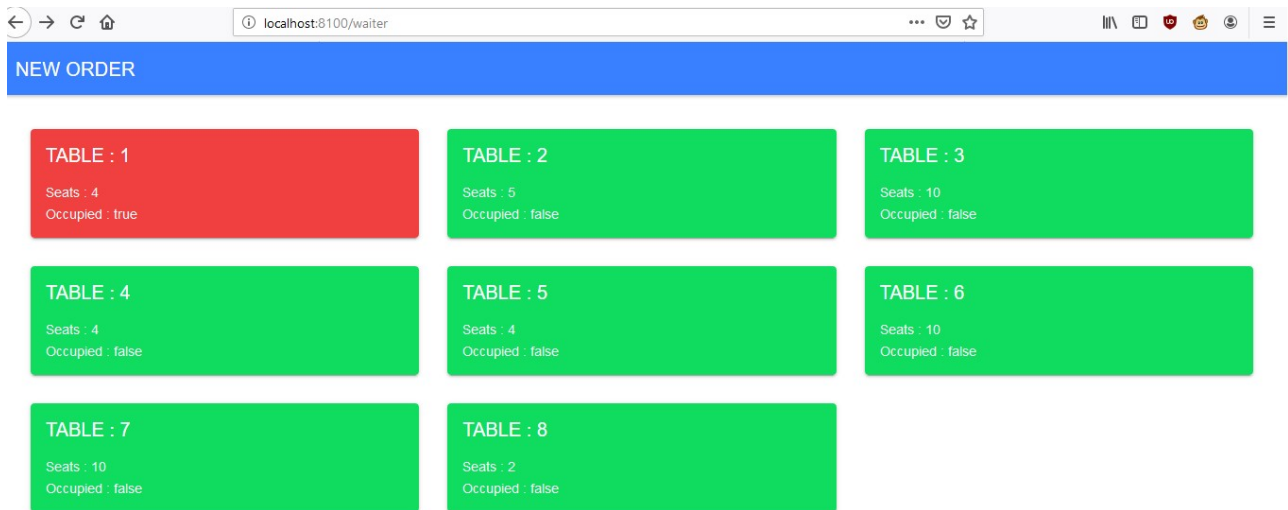 localhost:8100/waiter
NEW ORDER
TABLE : 1
Seats : 4
Occupied : true
TABLE : 2
Seats : 5
Occupied : false
TABLE : 3
Seats : 10
Occupied : false
TABLE : 4
Seats : 4
Occupied : false
TABLE : 5
Seats : 4
Occupied : false
TABLE : 6
Seats : 10
Occupied : false
TABLE : 7
Seats : 10
Occupied : false
TABLE : 8
Seats : 2
Occupied : false